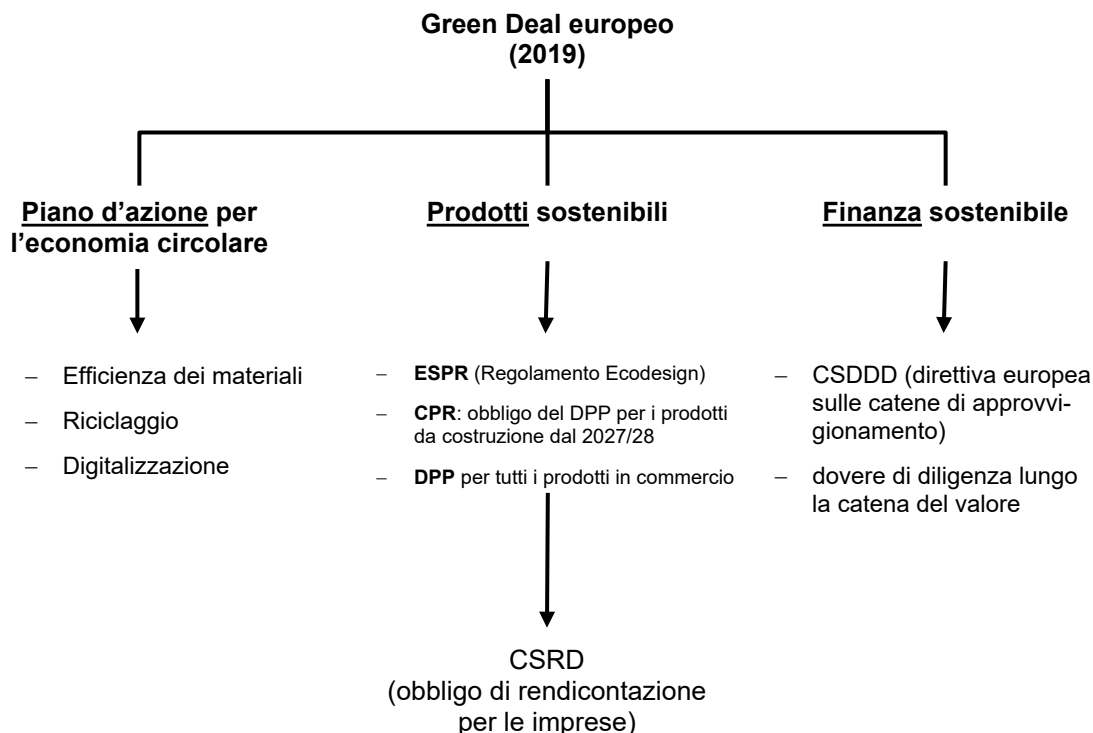 Green Deal europeo
(2019)
Piano d'azione per
l'economia circolare
Prodotti sostenibili
Finanza sostenibile
– Efficienza dei materiali
– Riciclaggio
– Digitalizzazione
– ESPR (Regolamento Ecodesign)
– CPR: obbligo del DPP per i prodotti
da costruzione dal 2027/28
– DPP per tutti i prodotti in commercio
– CSDDD (direttiva europea
sulle catene di approvvi-
gionamento)
– dovere di diligenza lungo
la catena del valore
CSRD
(obbligo di rendicontazione
per le imprese)